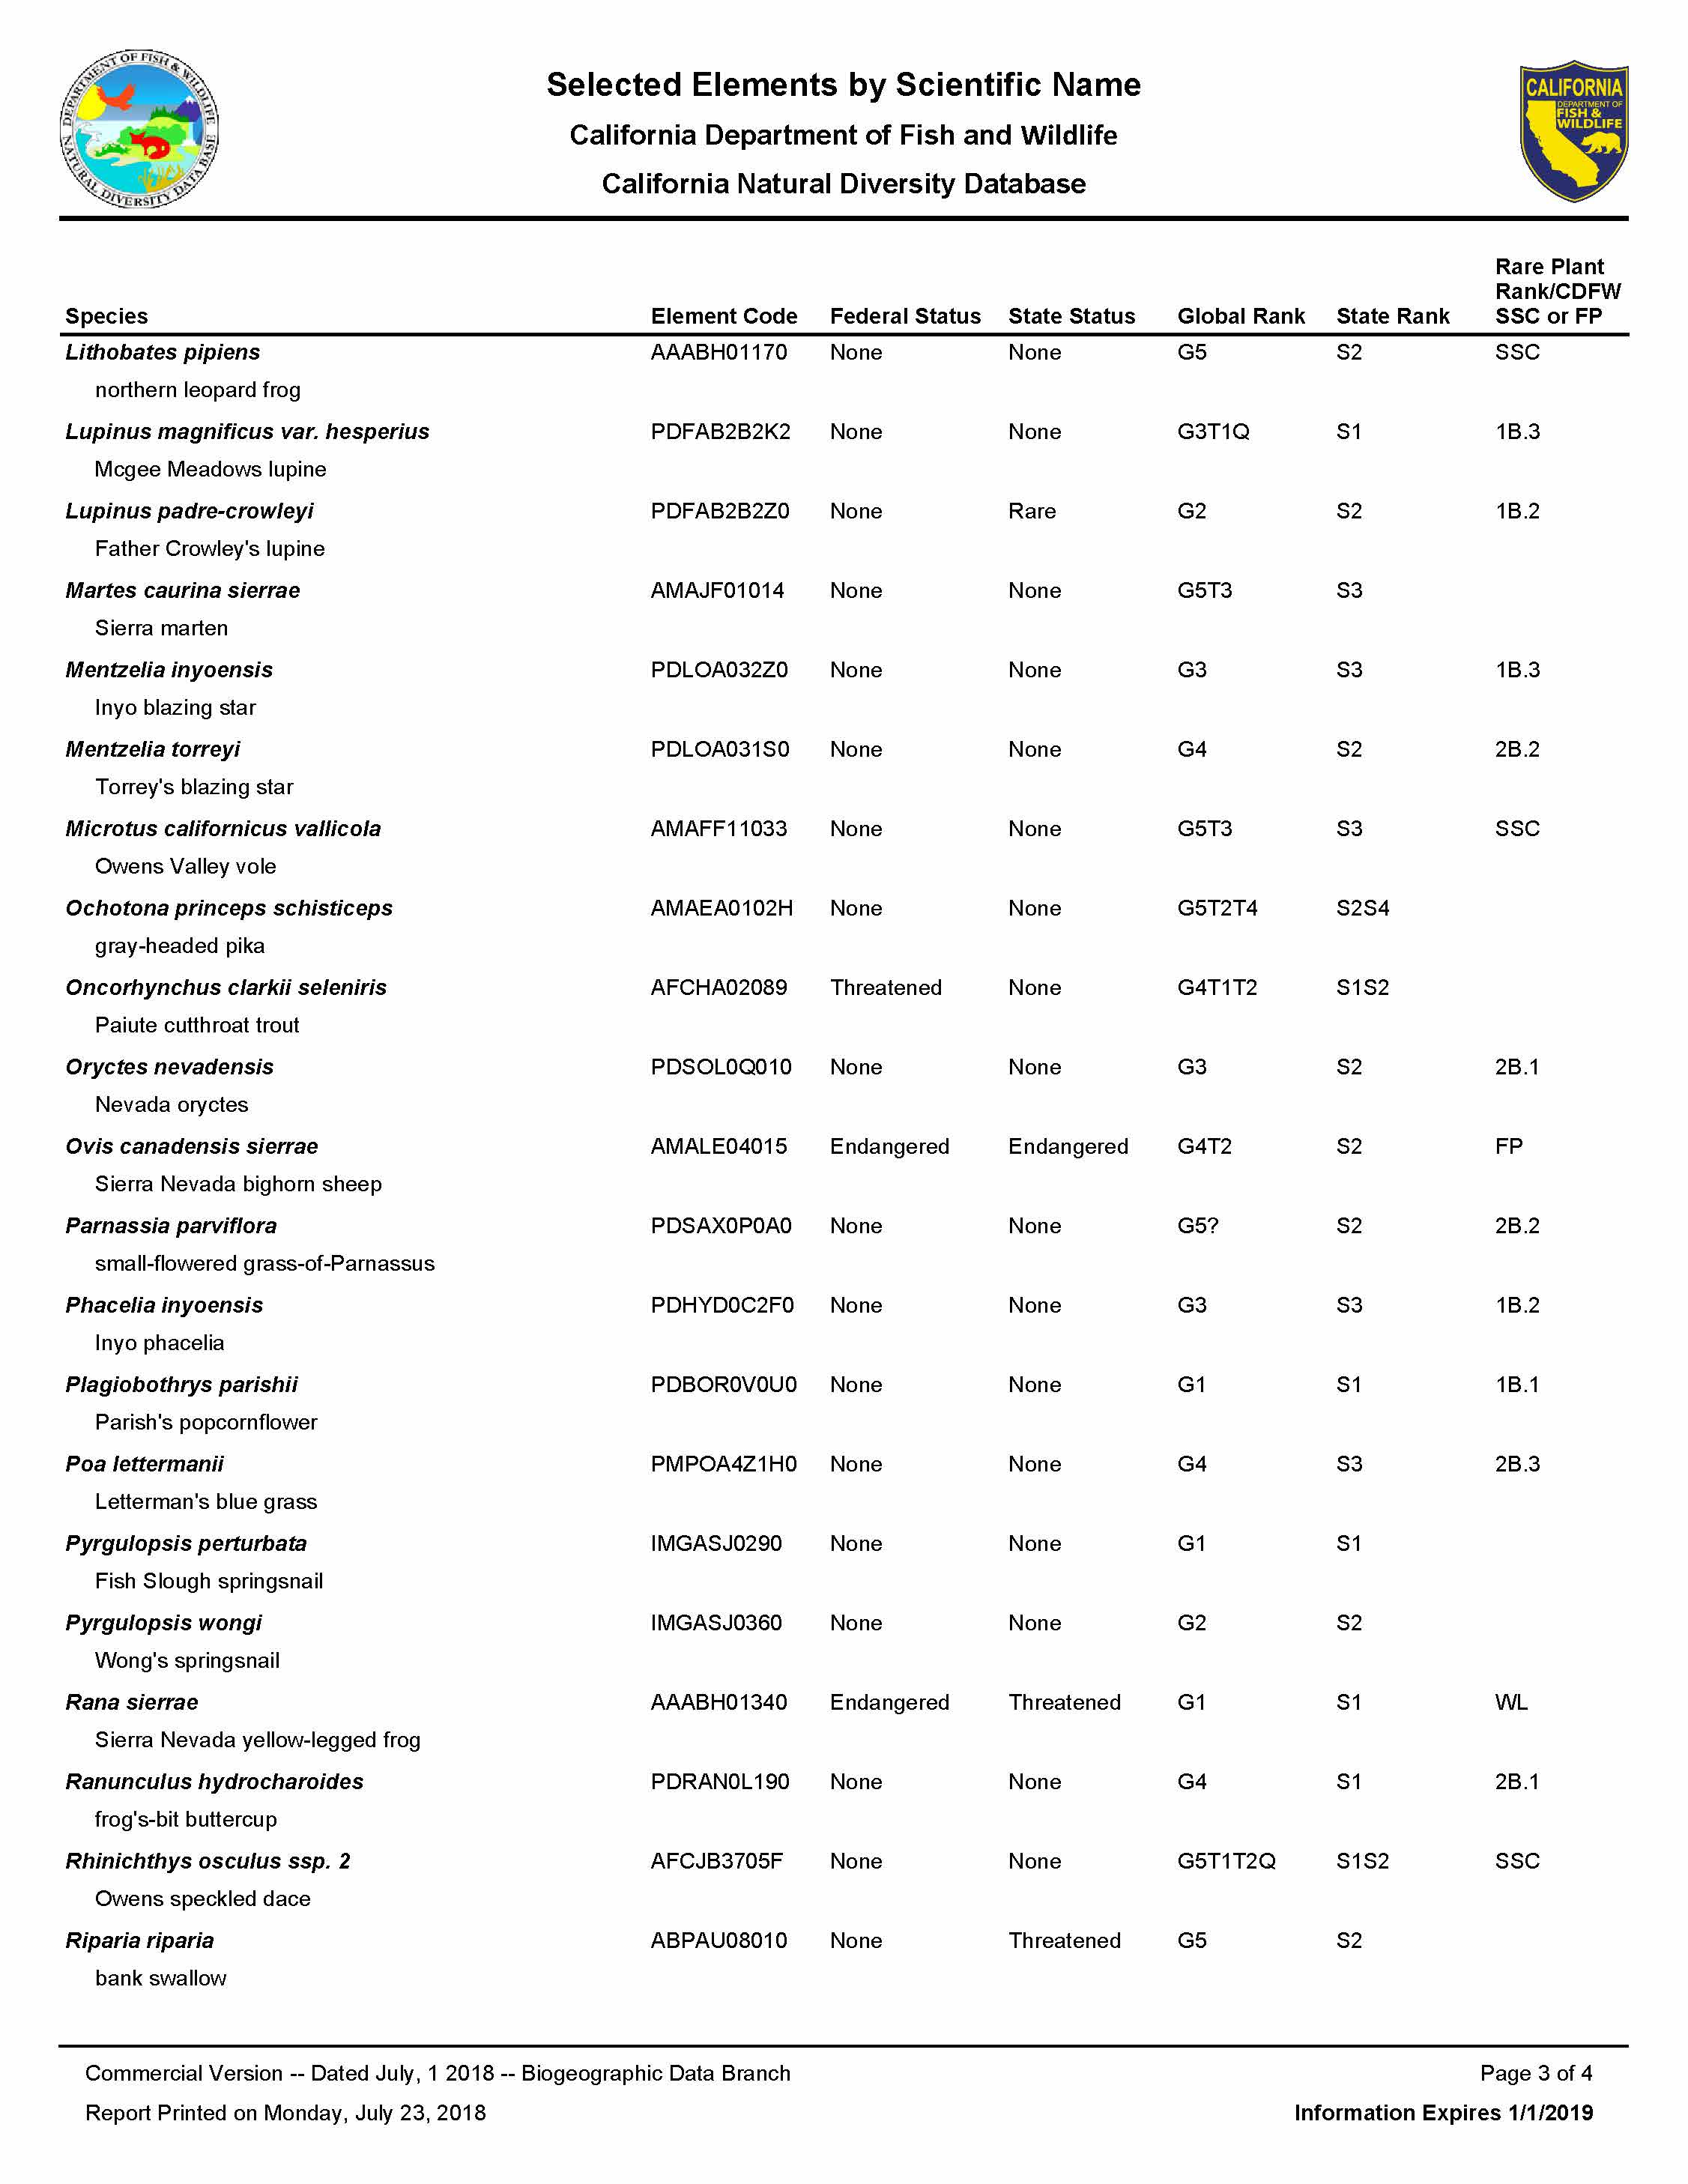 DEPARTMENT OF FISH & WILDLIFE
NATURAL DIVERSITY DATA BASE
Selected Elements by Scientific Name
California Department of Fish and Wildlife
California Natural Diversity Database
CALIFORNIA
DEPARTMENT OF
FISH &
WILDLIFE
Rare Plant
Rank/CDFW
Species Element Code Federal Status State Status Global Rank State Rank SSC or FP
Lithobates pipiens AAABH01170 None None G5 S2 SSC
northern leopard frog
Lupinus magnificus var. hesperius PDFAB2B2K2 None None G3T1Q S1 1B.3
Mcgee Meadows lupine
Lupinus padre-crowleyi PDFAB2B2Z0 None Rare G2 S2 1B.2
Father Crowley's lupine
Martes caurina sierrae AMAJF01014 None None G5T3 S3
Sierra marten
Mentzelia inyoensis PDLOA032Z0 None None G3 S3 1B.3
Inyo blazing star
Mentzelia torreyi PDLOA031S0 None None G4 S2 2B.2
Torrey's blazing star
Microtus californicus vallicola AMAFF11033 None None G5T3 S3 SSC
Owens Valley vole
Ochotona princeps schisticeps AMAEA0102H None None G5T2T4 S2S4
gray-headed pika
Oncorhynchus clarkii seleniris AFCHA02089 Threatened None G4T1T2 S1S2
Paiute cutthroat trout
Oryctes nevadensis PDSOL0Q010 None None G3 S2 2B.1
Nevada oryctes
Ovis canadensis sierrae AMALE04015 Endangered Endangered G4T2 S2 FP
Sierra Nevada bighorn sheep
Parnassia parviflora PDSAX0P0A0 None None G5? S2 2B.2
small-flowered grass-of-Parnassus
Phacelia inyoensis PDHYD0C2F0 None None G3 S3 1B.2
Inyo phacelia
Plagiobothrys parishii PDBOR0V0U0 None None G1 S1 1B.1
Parish's popcornflower
Poa lettermanii PMPOA4Z1H0 None None G4 S3 2B.3
Letterman's blue grass
Pyrgulopsis perturbata IMGASJ0290 None None G1 S1
Fish Slough springsnail
Pyrgulopsis wongi IMGASJ0360 None None G2 S2
Wong's springsnail
Rana sierrae AAABH01340 Endangered Threatened G1 S1 WL
Sierra Nevada yellow-legged frog
Ranunculus hydrocharoides PDRAN0L190 None None G4 S1 2B.1
frog's-bit buttercup
Rhinichthys osculus ssp. 2 AFCJB3705F None None G5T1T2Q S1S2 SSC
Owens speckled dace
Riparia riparia ABPAU08010 None Threatened G5 S2
bank swallow
Commercial Version -- Dated July, 1 2018 -- Biogeographic Data Branch Page 3 of 4
Report Printed on Monday, July 23, 2018 Information Expires 1/1/2019